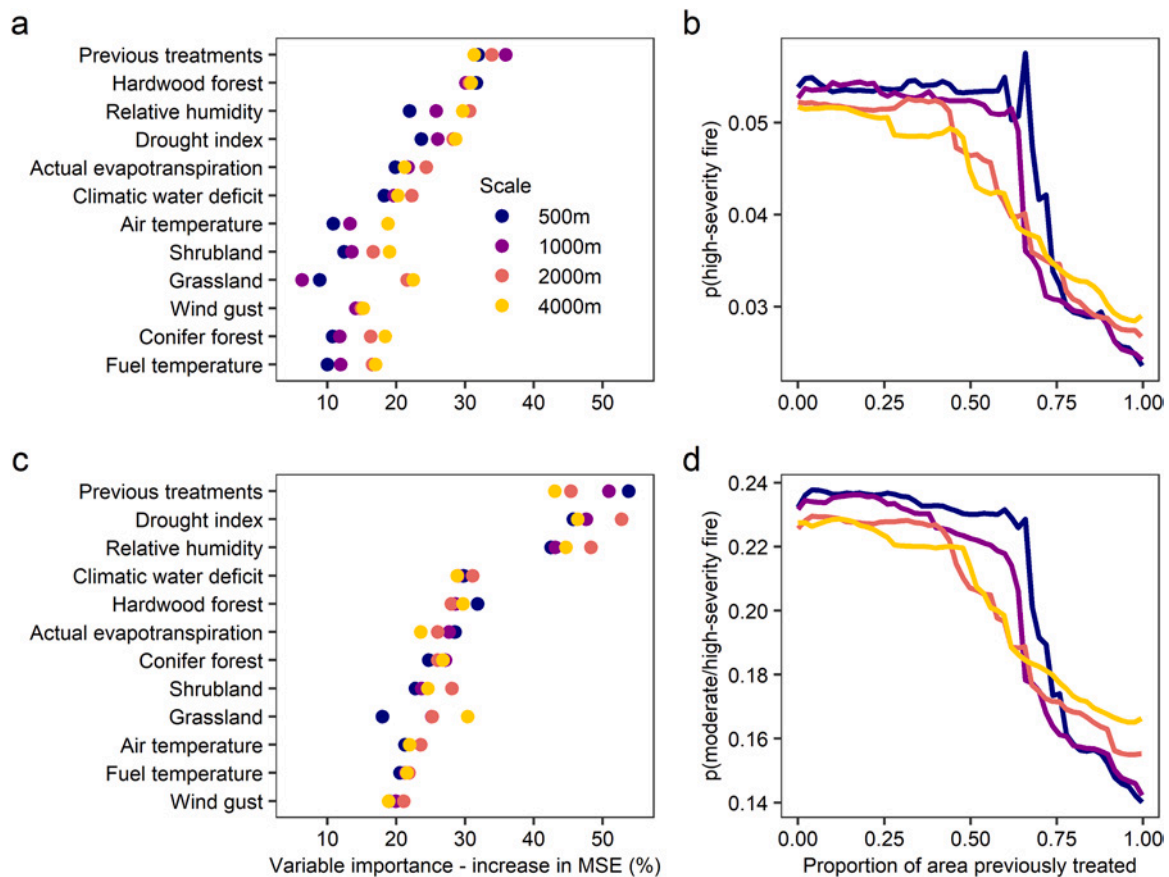 a
Previous treatments
Hardwood forest
Relative humidity
Drought index
Actual evapotranspiration
Climatic water deficit
Air temperature
Shrubland
Grassland
Wind gust
Conifer forest
Fuel temperature
Scale
500m
1000m
2000m
4000m
10 20 30 40 50
b
p(high-severity fire)
0.05
0.04
0.03
0.00 0.25 0.50 0.75 1.00
c
Previous treatments
Drought index
Relative humidity
Climatic water deficit
Hardwood forest
Actual evapotranspiration
Conifer forest
Shrubland
Grassland
Air temperature
Fuel temperature
Wind gust
10 20 30 40 50
Variable importance - increase in MSE (%)
d
p(moderate/high-severity fire)
0.24
0.22
0.20
0.18
0.16
0.14
0.00 0.25 0.50 0.75 1.00
Proportion of area previously treated